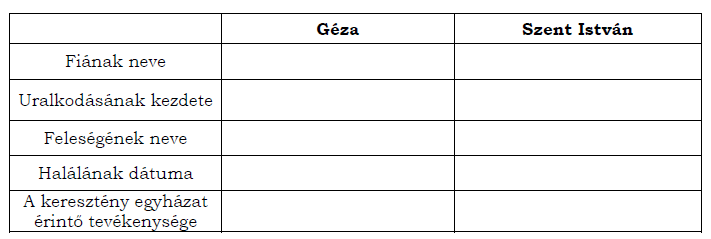 Géza Szent István
Fiának neve
Uralkodásának kezdete
Feleségének neve
Halálának dátuma
A keresztény egyházat
érintő tevékenysége